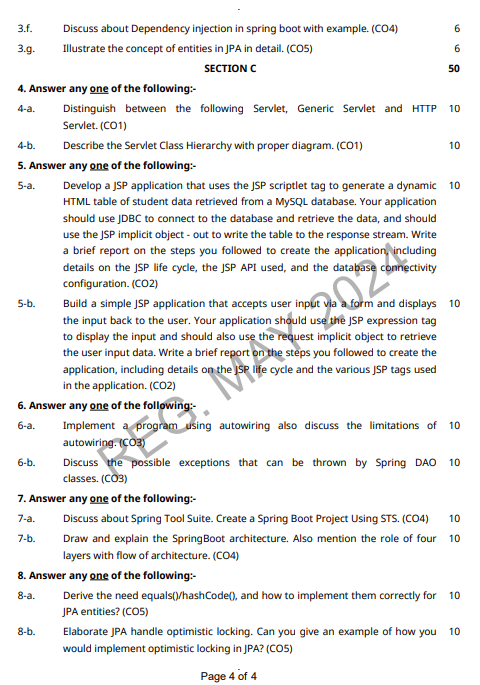 3.f. Discuss about Dependency injection in spring boot with example. (CO4) 6
3.g. Illustrate the concept of entities in JPA in detail. (CO5) 6
SECTION C 50
4. Answer any one of the following:-
4-a. Distinguish between the following Servlet, Generic Servlet and HTTP 10
Servlet. (CO1)
4-b. Describe the Servlet Class Hierarchy with proper diagram. (CO1) 10
5. Answer any one of the following:-
5-a. Develop a JSP application that uses the JSP scriptlet tag to generate a dynamic 10
HTML table of student data retrieved from a MySQL database. Your application
should use JDBC to connect to the database and retrieve the data, and should
use the JSP implicit object - out to write the table to the response stream. Write
a brief report on the steps you followed to create the application, including
details on the JSP life cycle, the JSP API used, and the database connectivity
configuration. (CO2)
5-b. Build a simple JSP application that accepts user input via a form and displays 10
the input back to the user. Your application should use the JSP expression tag
to display the input and should also use the request implicit object to retrieve
the user input data. Write a brief report on the steps you followed to create the
application, including details on the JSP life cycle and the various JSP tags used
in the application. (CO2)
6. Answer any one of the following:-
6-a. Implement a program using autowiring also discuss the limitations of 10
autowiring. (CO3)
6-b. Discuss the possible exceptions that can be thrown by Spring DAO 10
classes. (CO3)
7. Answer any one of the following:-
7-a. Discuss about Spring Tool Suite. Create a Spring Boot Project Using STS. (CO4) 10
7-b. Draw and explain the SpringBoot architecture. Also mention the role of four 10
layers with flow of architecture. (CO4)
8. Answer any one of the following:-
8-a. Derive the need equals()/hashCode(), and how to implement them correctly for 10
JPA entities? (CO5)
8-b. Elaborate JPA handle optimistic locking. Can you give an example of how you 10
would implement optimistic locking in JPA? (CO5)
Page 4 of 4
REG. MAY 2024